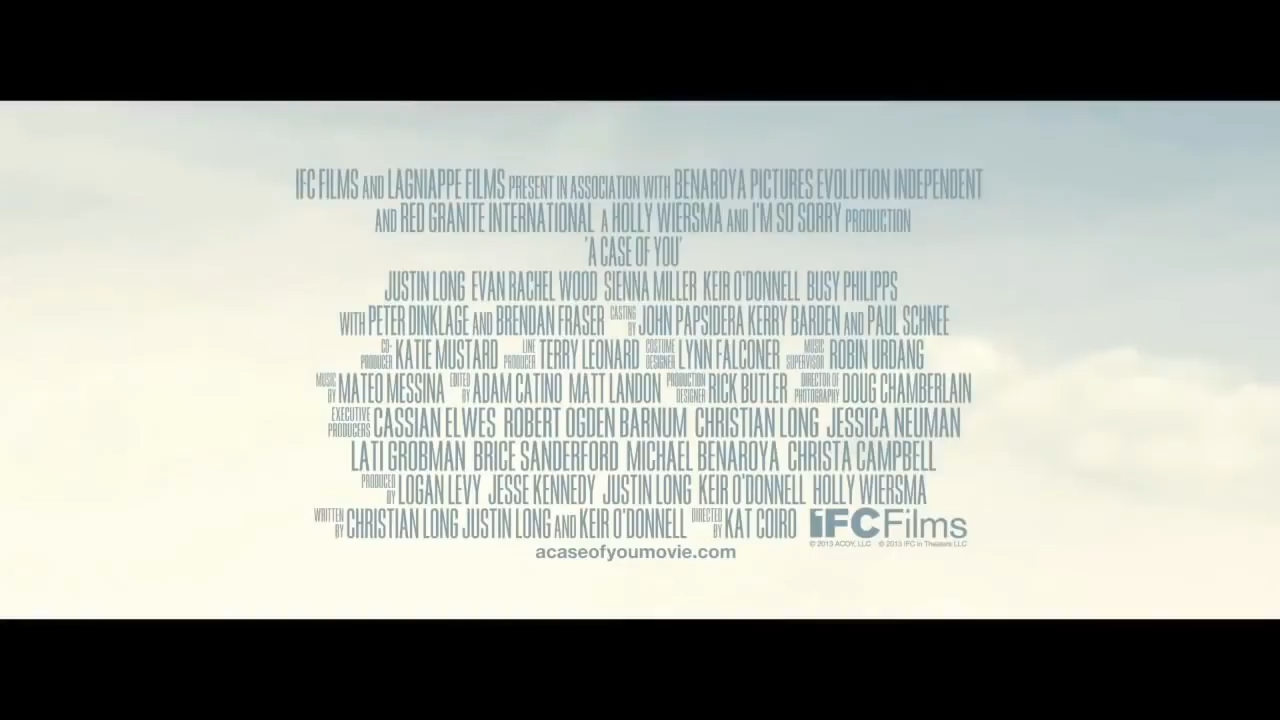 IFC FILMS AND LAGNIAPPE FILMS PRESENT IN ASSOCIATION WITH BENAROYA PICTURES EVOLUTION INDEPENDENT
AND RED GRANITE INTERNATIONAL A HOLLY WIERSMA AND I'M SO SORRY PRODUCTION
'A CASE OF YOU'
JUSTIN LONG EVAN RACHEL WOOD SIENNA MILLER KEIR O'DONNELL BUSY PHILIPPS
WITH PETER DINKLAGE AND BRENDAN FRASER CASTING BY JOHN PAPSIDERA KERRY BARDEN AND PAUL SCHNEE
CO-PRODUCER KATIE MUSTARD LINE PRODUCER TERRY LEONARD COSTUME DESIGNER LYNN FALCONER MUSIC SUPERVISOR ROBIN URDANG
MUSIC BY MATEO MESSINA EDITED BY ADAM CATINO MATT LANDON PRODUCTION DESIGNER RICK BUTLER DIRECTOR OF PHOTOGRAPHY DOUG CHAMBERLAIN
EXECUTIVE PRODUCERS CASSIAN ELWES ROBERT OGDEN BARNUM CHRISTIAN LONG JESSICA NEUMAN
LATI GROBMAN BRICE SANDERFORD MICHAEL BENAROYA CHRISTA CAMPBELL
PRODUCED BY LOGAN LEVY JESSE KENNEDY JUSTIN LONG KEIR O'DONNELL HOLLY WIERSMA
WRITTEN BY CHRISTIAN LONG JUSTIN LONG AND KEIR O'DONNELL DIRECTED BY KAT COIRO IFC Films
© 2013 ACOY, LLC © 2013 IFC in Theaters LLC
acaseofyoumovie.com